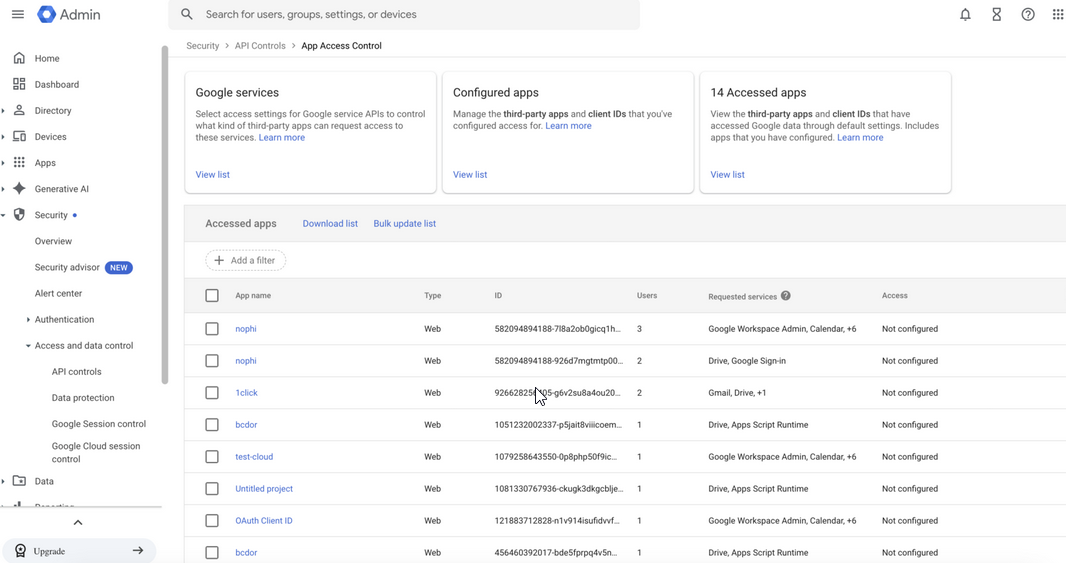 Admin
Search for users, groups, settings, or devices
Security > API Controls > App Access Control
Home
Dashboard
Directory
Devices
Apps
Generative AI
Security
Overview
Security advisor NEW
Alert center
Authentication
Access and data control
API controls
Data protection
Google Session control
Google Cloud session
control
Data
Upgrade
Google services
Select access settings for Google service APIs to control
what kind of third-party apps can request access to
these services. Learn more
View list
Configured apps
Manage the third-party apps and client IDs that you've
configured access for. Learn more
View list
14 Accessed apps
View the third-party apps and client IDs that have
accessed Google data through default settings. Includes
apps that you have configured. Learn more
View list
Accessed apps Download list Bulk update list
Add a filter
App name Type ID Users Requested services Access
nophi Web 582094894188-7l8a2ob0gicq1h... 3 Google Workspace Admin, Calendar, +6 Not configured
nophi Web 582094894188-926d7mgtmtp00... 2 Drive, Google Sign-in Not configured
1click Web 2 Gmail, Drive, +1 Not configured
bcdor Web 1051232002337-p5jait8viiicoem... 1 Drive, Apps Script Runtime Not configured
test-cloud Web 1079258643550-0p8php50f9ic... 1 Google Workspace Admin, Calendar, +6 Not configured
Untitled project Web 1081330767936-ckugk3dkgcblje... 1 Drive, Apps Script Runtime Not configured
OAuth Client ID Web 121883712828-n1v914isufidvvf... 1 Google Workspace Admin, Calendar, +6 Not configured
bcdor Web 456460392017-bde5fprpq4v5n... 1 Drive, Apps Script Runtime Not configured